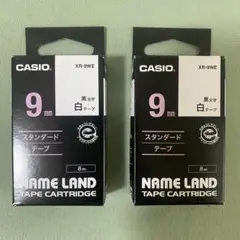 CASIO
XR-9WE
9mm
黒文字
白テープ
スタンダード
テープ
8m
NAME LAND
TAPE CARTRIDGE
CASIO
XR-9WE
9mm
黒文字
白テープ
スタンダード
テープ
8m
NAME LAND
TAPE CARTRIDGE